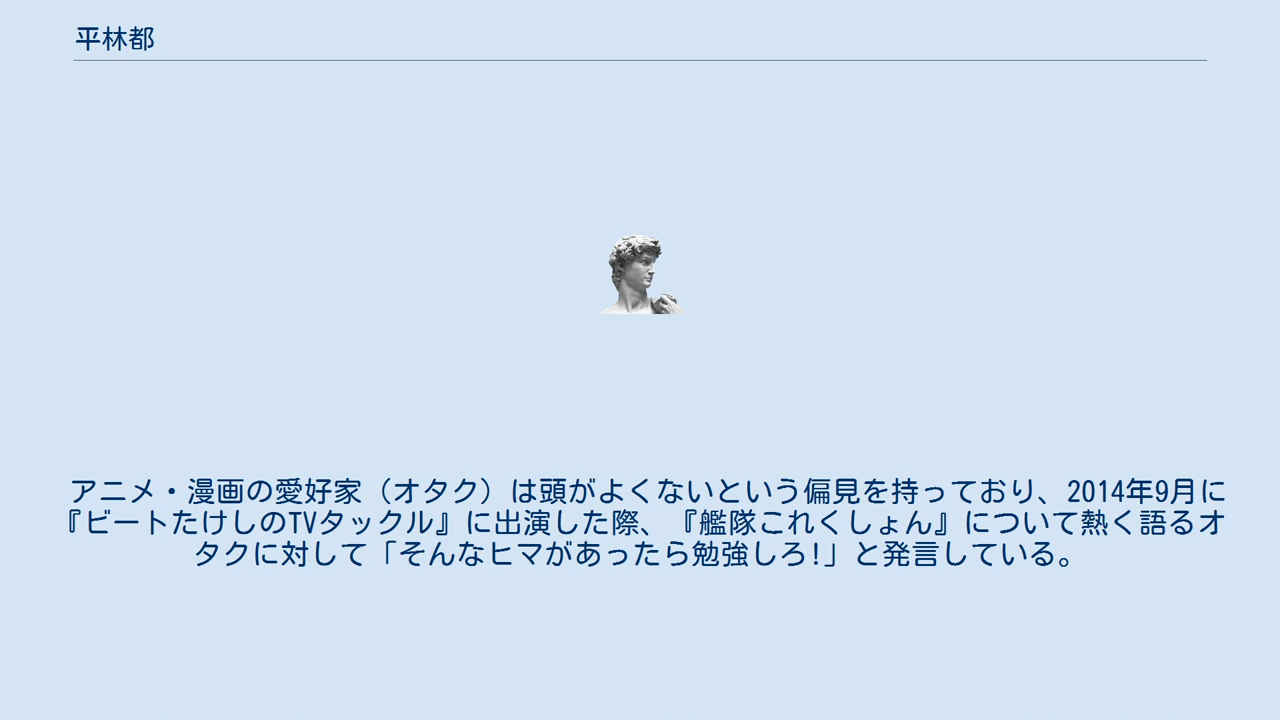 平林都
アニメ・漫画の愛好家（オタク）は頭がよくないという偏見を持っており、2014年9月に
『ビートたけしのTVタックル』に出演した際、『艦隊これくしょん』について熱く語るオ
タクに対して「そんなヒマがあったら勉強しろ!」と発言している。